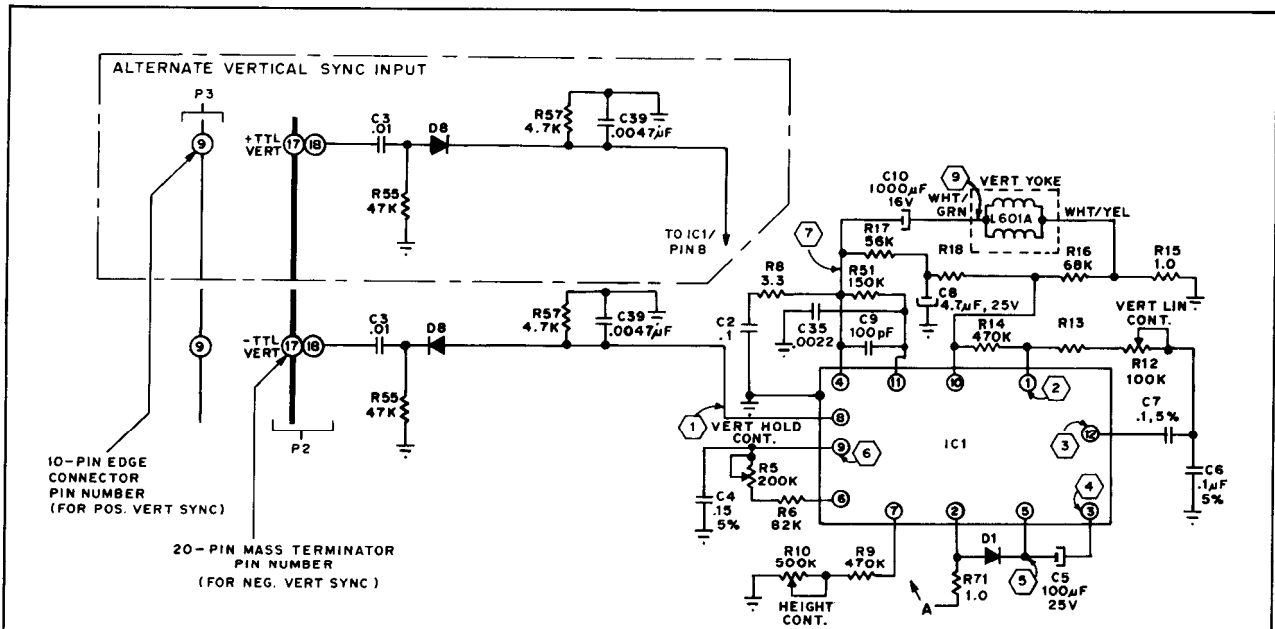 ALTERNATE VERTICAL SYNC INPUT
P3
9
+TTL
VERT
17
18
C3
.01
D8
R57
4.7K
C39
.0047µF
R55
47K
TO IC1/
PIN 8
9
-TTL
VERT
17
18
C3
.01
D8
R57
4.7K
C39
.0047µF
R55
47K
P2
10-PIN EDGE
CONNECTOR
PIN NUMBER
(FOR POS. VERT SYNC)
20-PIN MASS TERMINATOR
PIN NUMBER
(FOR NEG. VERT SYNC)
C10
1000µF
16V
9
WHT/
GRN
VERT YOKE
L601A
WHT/YEL
7
R17
56K
R18
R16
68K
R15
1.0
R8
3.3
R51
150K
C8
4.7µF, 25V
C2
.1
C35
.0022
C9
100pF
R14
470K
R13
VERT LIN
CONT.
R12
100K
4
11
10
1
2
C7
.1,5%
8
1
VERT HOLD
CONT.
9
6
IC1
3
12
R5
200K
C4
.15
5%
R6
82K
6
4
C6
.1µF
5%
7
2
5
3
R10
500K
R9
470K
HEIGHT
CONT.
D1
R71
1.0
A
5
C5
100µF
25V